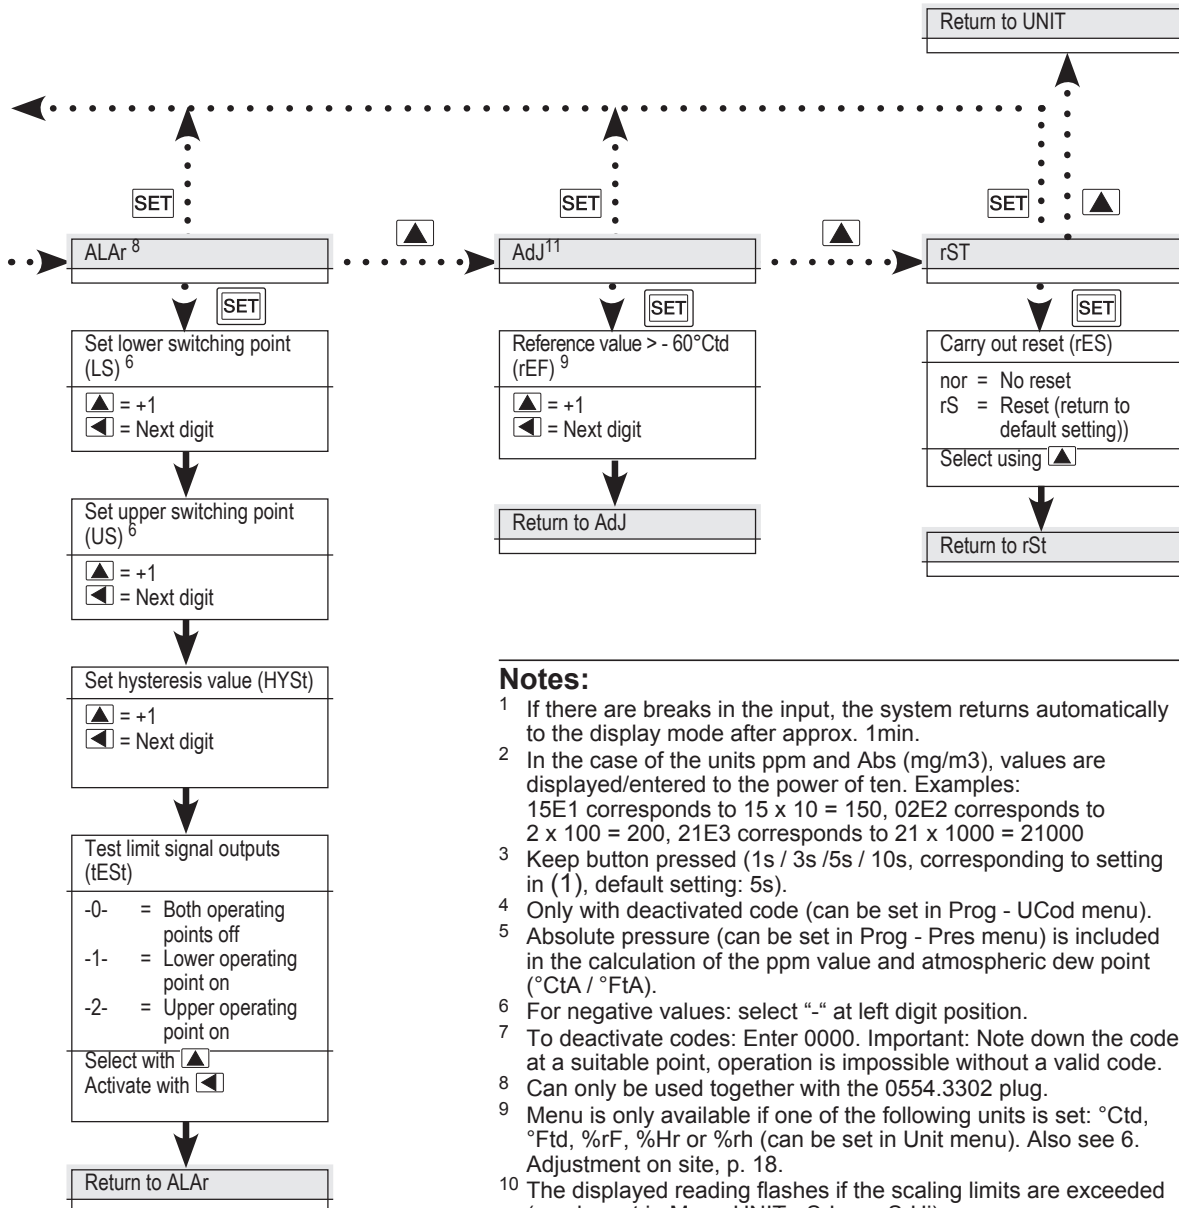 Return to UNIT
SET
SET
SET
ALAr 8
AdJ11
rST
SET
SET
SET
Set lower switching point
(LS) 6
▲ = +1
◀ = Next digit
Set upper switching point
(US) 6
▲ = +1
◀ = Next digit
Set hysteresis value (HYSt)
▲ = +1
◀ = Next digit
Test limit signal outputs
(tESt)
-0- = Both operating
points off
-1- = Lower operating
point on
-2- = Upper operating
point on
Select with ▲
Activate with ◀
Return to ALAr
Reference value > - 60°Ctd
(rEF) 9
▲ = +1
◀ = Next digit
Return to AdJ
Carry out reset (rES)
nor = No reset
rS = Reset (return to
default setting))
Select using ▲
Return to rSt
Notes:
1 If there are breaks in the input, the system returns automatically
to the display mode after approx. 1min.
2 In the case of the units ppm and Abs (mg/m3), values are
displayed/entered to the power of ten. Examples:
15E1 corresponds to 15 x 10 = 150, 02E2 corresponds to
2 x 100 = 200, 21E3 corresponds to 21 x 1000 = 21000
3 Keep button pressed (1s / 3s /5s / 10s, corresponding to setting
in (1), default setting: 5s).
4 Only with deactivated code (can be set in Prog - UCod menu).
5 Absolute pressure (can be set in Prog - Pres menu) is included
in the calculation of the ppm value and atmospheric dew point
(°CtA / °FtA).
6 For negative values: select “-“ at left digit position.
7 To deactivate codes: Enter 0000. Important: Note down the code
at a suitable point, operation is impossible without a valid code.
8 Can only be used together with the 0554.3302 plug.
9 Menu is only available if one of the following units is set: °Ctd,
°Ftd, %rF, %Hr or %rh (can be set in Unit menu). Also see 6.
Adjustment on site, p. 18.
10 The displayed reading flashes if the scaling limits are exceeded